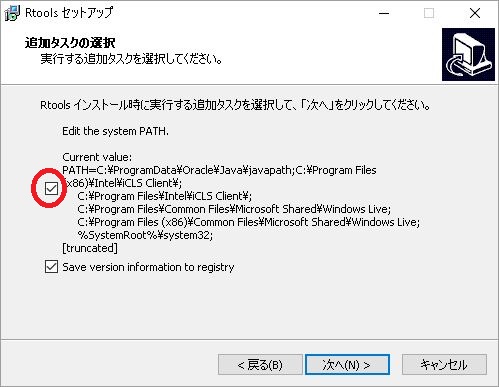 Rtools セットアップ
追加タスクの選択
実行する追加タスクを選択してください。
Rtools インストール時に実行する追加タスクを選択して、「次へ」をクリックしてください。
Edit the system PATH.
Current value:
PATH=C:¥ProgramData¥Oracle¥Java¥javapath;C:¥Program Files
(x86)¥Intel¥iCLS Client¥;
C:¥Program Files¥Intel¥iCLS Client¥;
C:¥Program Files¥Common Files¥Microsoft Shared¥Windows Live;
C:¥Program Files (x86)¥Common Files¥Microsoft Shared¥Windows Live;
%SystemRoot%¥system32;
[truncated]
Save version information to registry
< 戻る(B)
次へ(N) >
キャンセル